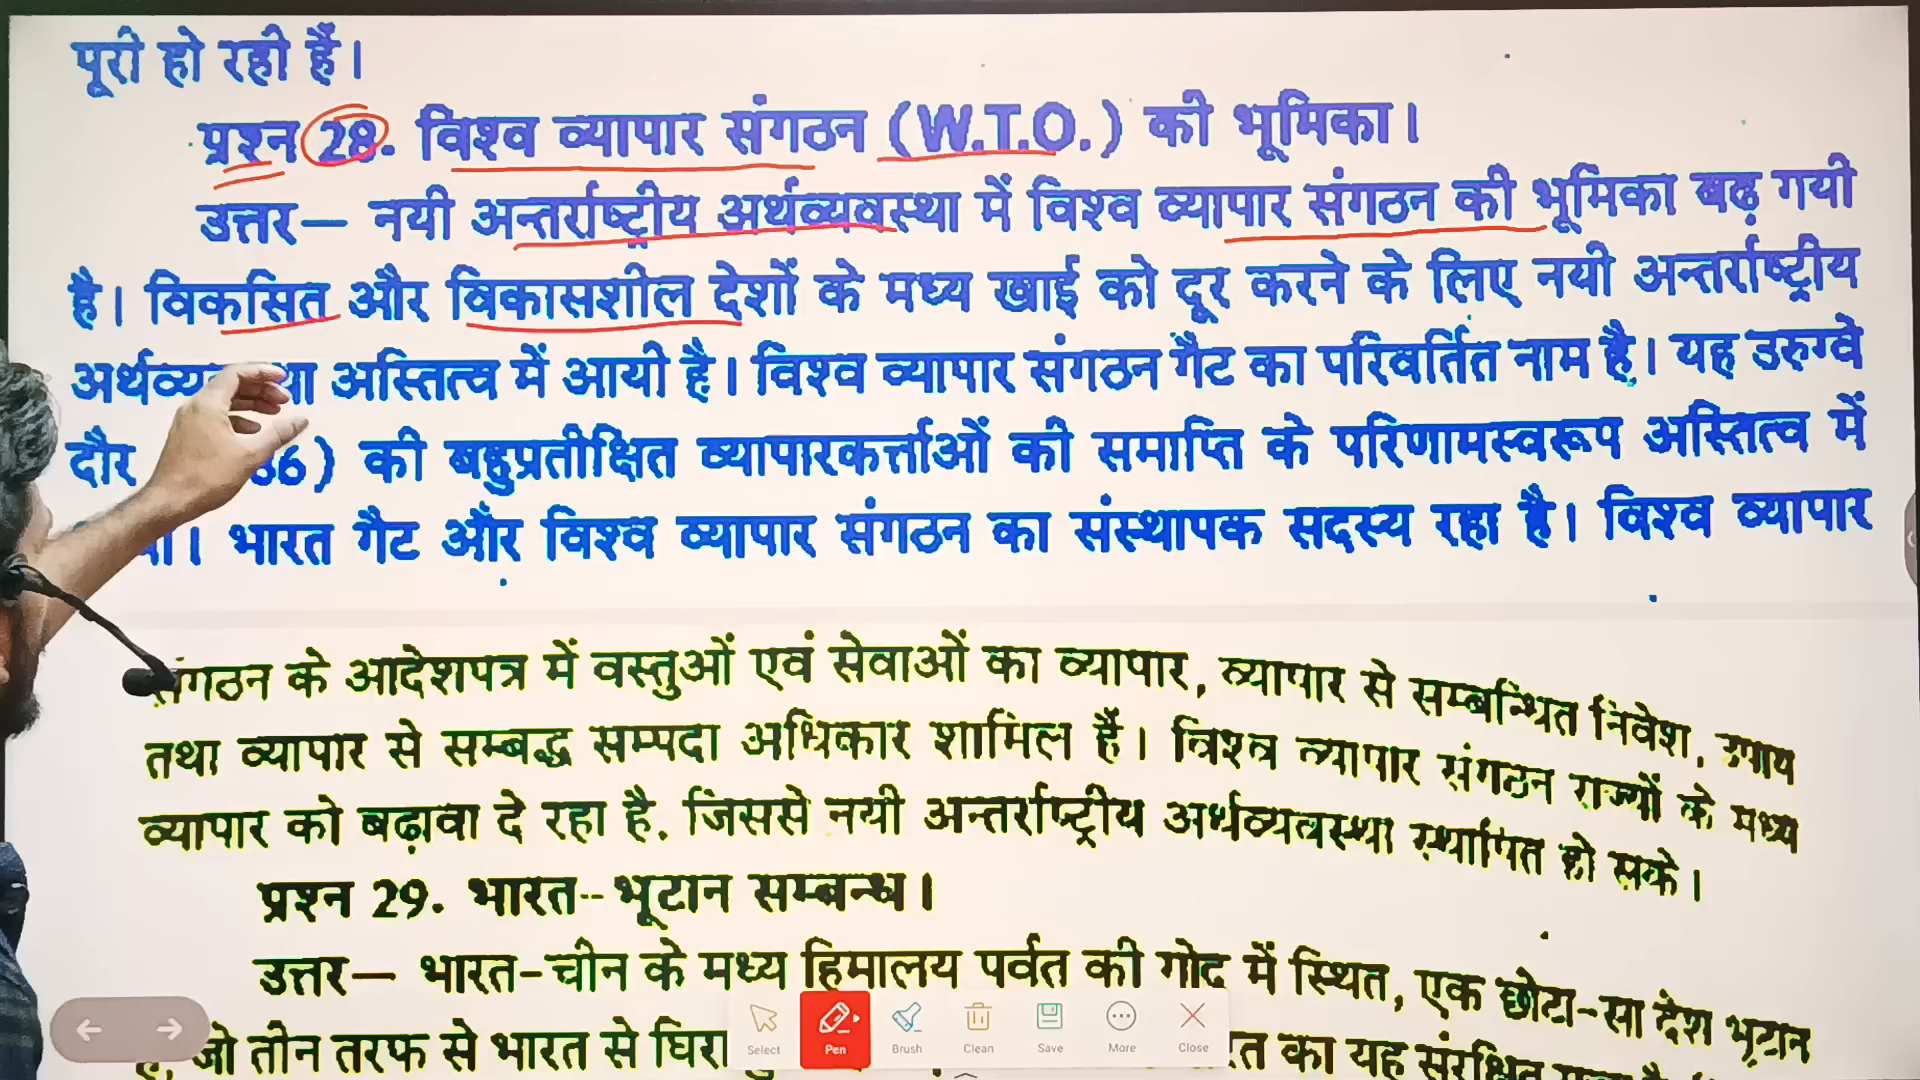 पूरी हो रही हैं।
प्रश्न 28. विश्व व्यापार संगठन (W.T.O.) की भूमिका।
उत्तर— नयी अन्तर्राष्ट्रीय अर्थव्यवस्था में विश्व व्यापार संगठन की भूमिका बढ़ गयी
है। विकसित और विकासशील देशों के मध्य खाई को दूर करने के लिए नयी अन्तर्राष्ट्रीय
अस्तित्व में आयी है। विश्व व्यापार संगठन गैट का परिवर्तित नाम है। यह उरुग्वे
दौर 86) की बहुप्रतीक्षित व्यापारकर्त्ताओं की समाप्ति के परिणामस्वरूप अस्तित्व में
भारत गैट और विश्व व्यापार संगठन का संस्थापक सदस्य रहा है। विश्व व्यापार
संगठन के आदेशपत्र में वस्तुओं एवं सेवाओं का व्यापार, व्यापार से सम्बन्धित निवेश, उपाय
तथा व्यापार से सम्बद्ध सम्पदा अधिकार शामिल हैं। विश्व व्यापार संगठन राज्यों के मध्य
व्यापार को बढ़ावा दे रहा है, जिससे नयी अन्तर्राष्ट्रीय अर्थव्यवस्था स्थापित हो सके।
प्रश्न 29. भारत-भूटान सम्बन्ध।
उत्तर— भारत-चीन के मध्य हिमालय पर्वत की गोद में स्थित, एक छोटा-सा देश भूटान
जो तीन तरफ से भारत से घिरा का यह संरक्षित
Select Pen Brush Clean Save More Close